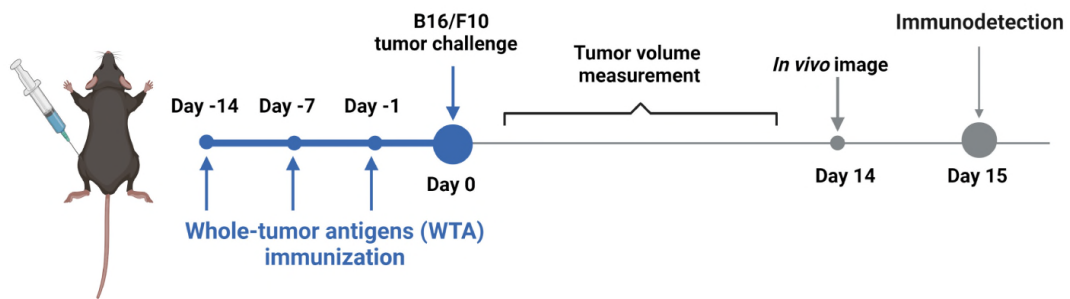 B16/F10
tumor challenge
Immunodetection
Tumor volume
measurement
In vivo image
Day -14
Day -7
Day -1
Day 0
Day 14
Day 15
Whole-tumor antigens (WTA)
immunization